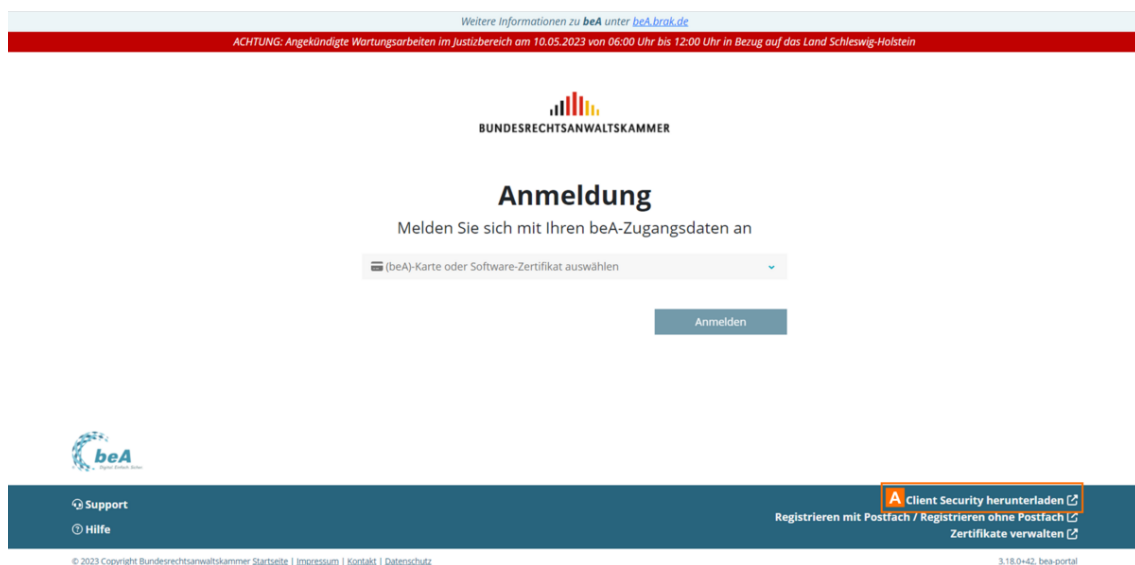 Weitere Informationen zu beA unter beA.brak.de
ACHTUNG: Angekündigte Wartungsarbeiten im Justizbereich am 10.05.2023 von 06:00 Uhr bis 12:00 Uhr in Bezug auf das Land Schleswig-Holstein
BUNDESRECHTSANWALTSKAMMER
Anmeldung
Melden Sie sich mit Ihren beA-Zugangsdaten an
(beA)-Karte oder Software-Zertifikat auswählen
Anmelden
beA
Digital. Einfach. Sicher.
Support
Hilfe
A Client Security herunterladen
Registrieren mit Postfach / Registrieren ohne Postfach
Zertifikate verwalten
© 2023 Copyright Bundesrechtsanwaltskammer Startseite | Impressum | Kontakt | Datenschutz
3.18.0+42, bea-portal